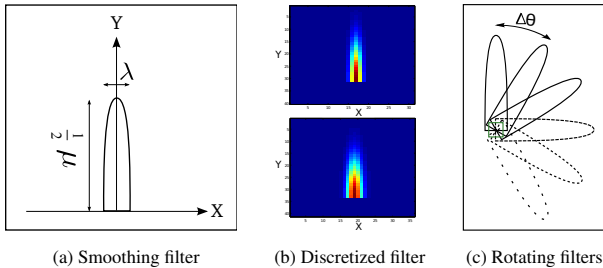 Y
λ
1
2
μ
X
Y
X
Y
X
Δθ
(a) Smoothing filter
(b) Discretized filter
(c) Rotating filters